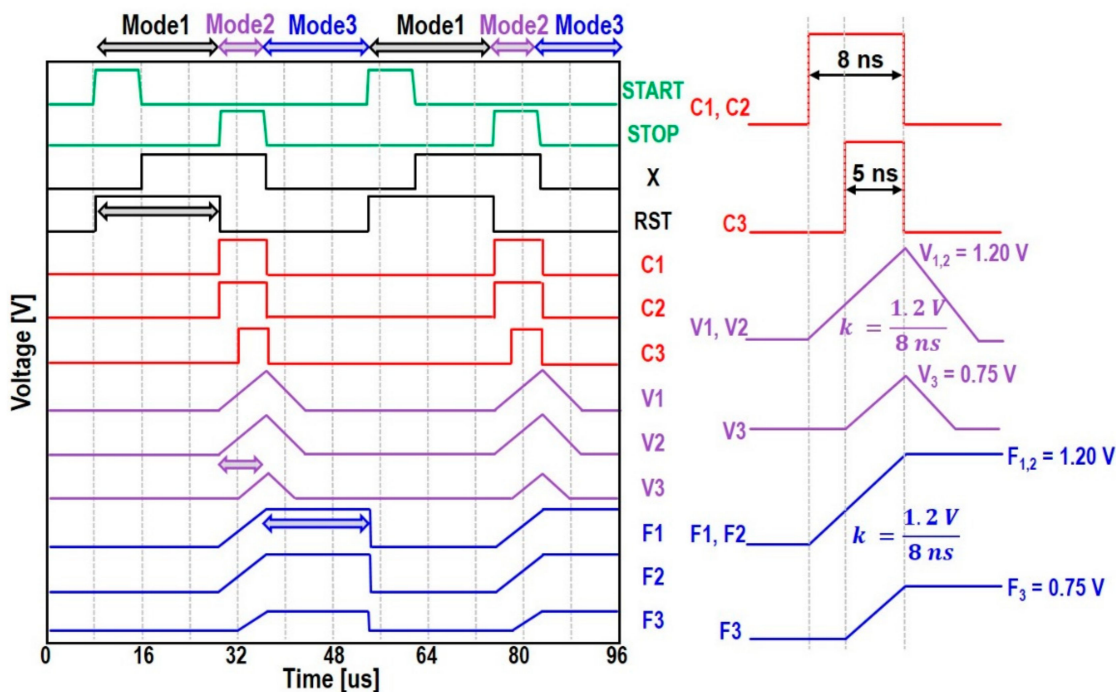 Mode1 Mode2 Mode3 Mode1 Mode2 Mode3
Voltage [V]
START
STOP
X
RST
C1
C2
C3
V1
V2
V3
F1
F2
F3
0 16 32 48 64 80 96
Time [us]
8 ns
C1, C2
5 ns
C3
V1,2 = 1.20 V
V1, V2
k = 1.2 V / 8 ns
V3 = 0.75 V
V3
F1,2 = 1.20 V
F1, F2
k = 1.2 V / 8 ns
F3 = 0.75 V
F3